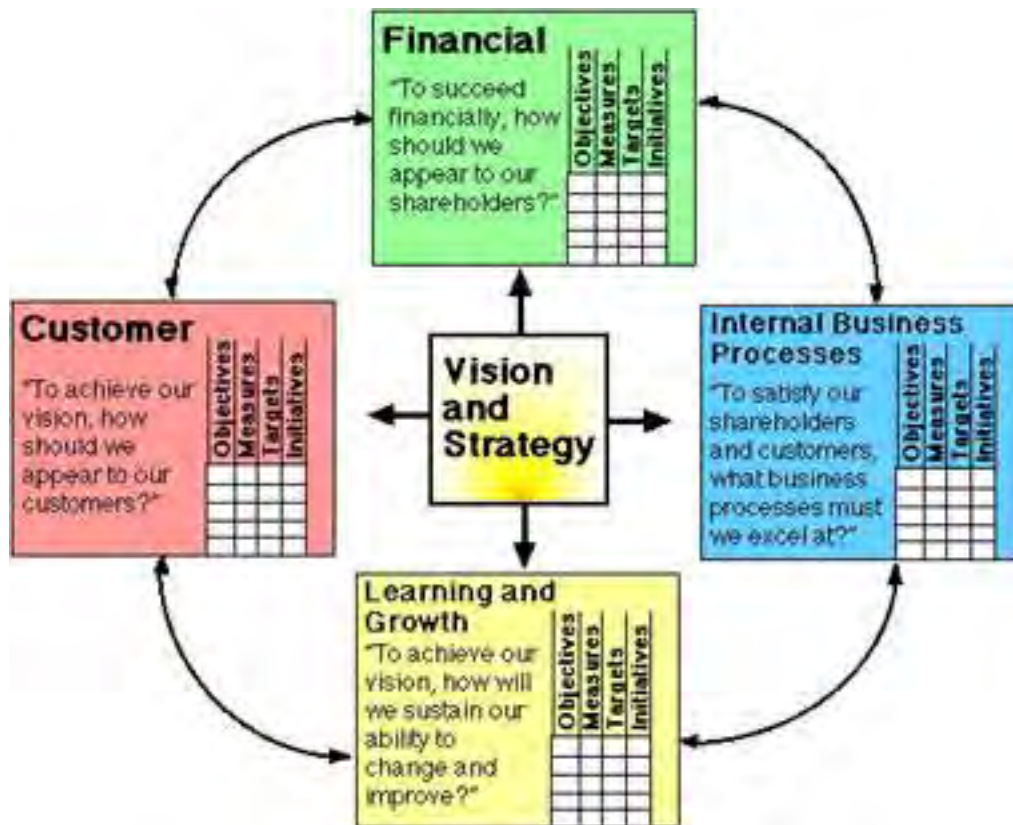 Financial
"To succeed
financially, how
should we
appear to our
shareholders?"
Objectives
Measures
Targets
Initiatives
Customer
"To achieve our
vision, how
should we
appear to our
customers?"
Objectives
Measures
Targets
Initiatives
Vision
and
Strategy
Internal Business
Processes
"To satisfy our
shareholders
and customers,
what business
processes must
we excel at?"
Objectives
Measures
Targets
Initiatives
Learning and
Growth
"To achieve our
vision, how will
we sustain our
ability to
change and
improve?"
Objectives
Measures
Targets
Initiatives